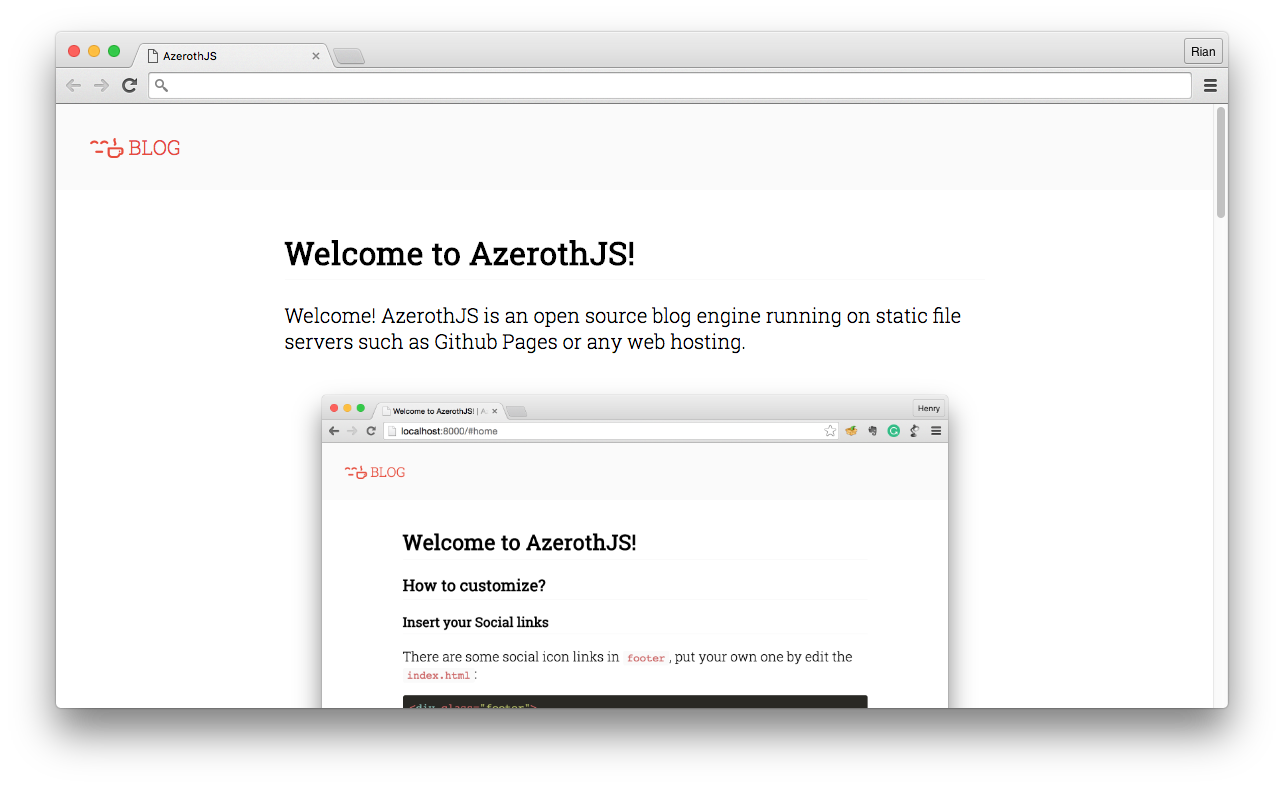 AzerothJS
Rian
BLOG
Welcome to AzerothJS!
Welcome! AzerothJS is an open source blog engine running on static file
servers such as Github Pages or any web hosting.
Welcome to AzerothJS! | A
Henry
localhost:8000/#home
BLOG
Welcome to AzerothJS!
How to customize?
Insert your Social links
There are some social icon links in footer, put your own one by edit the
index.html:
<div class="footer">